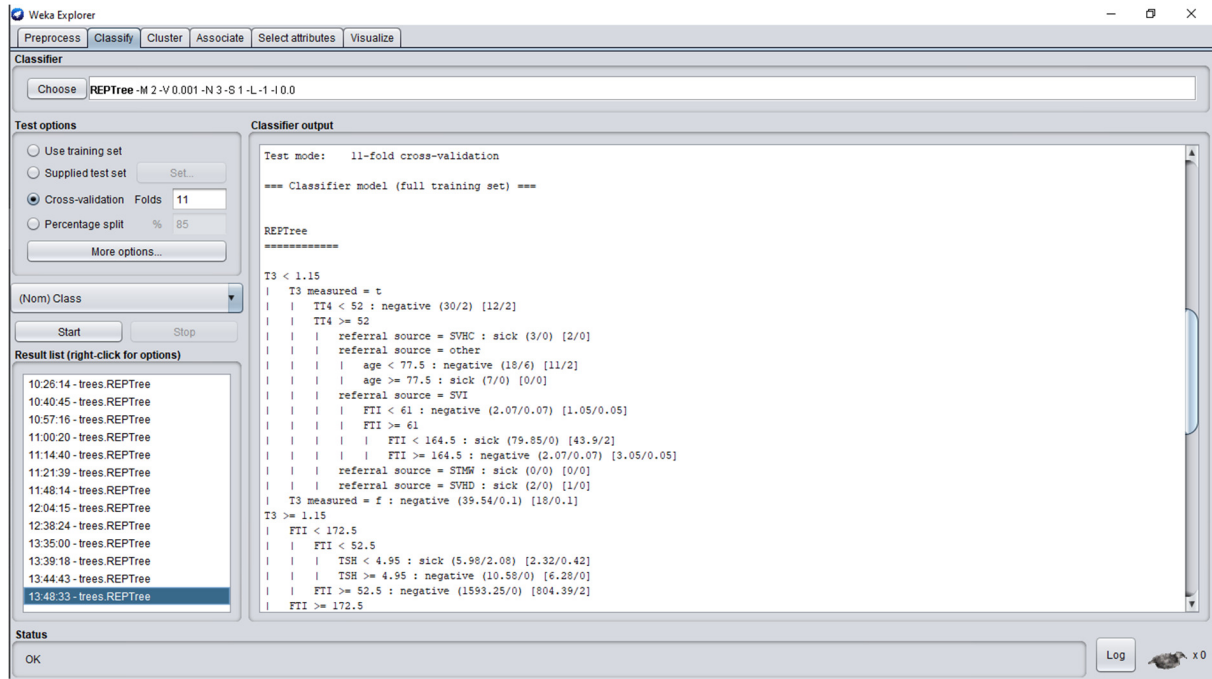 Weka Explorer
Preprocess Classify Cluster Associate Select attributes Visualize
Classifier
Choose REPTree -M 2 -V 0.001 -N 3 -S 1 -L -1 -I 0.0
Test options
Use training set
Supplied test set Set...
Cross-validation Folds 11
Percentage split % 85
More options...
(Nom) Class
Start Stop
Result list (right-click for options)
10:26:14 - trees.REPTree
10:40:45 - trees.REPTree
10:57:16 - trees.REPTree
11:00:20 - trees.REPTree
11:14:40 - trees.REPTree
11:21:39 - trees.REPTree
11:48:14 - trees.REPTree
12:04:15 - trees.REPTree
12:38:24 - trees.REPTree
13:35:00 - trees.REPTree
13:39:18 - trees.REPTree
13:44:43 - trees.REPTree
13:48:33 - trees.REPTree
Classifier output
Test mode: 11-fold cross-validation
=== Classifier model (full training set) ===
REPTree
============
T3 < 1.15
| T3 measured = t
| | TT4 < 52 : negative (30/2) [12/2]
| | TT4 >= 52
| | | referral source = SVHC : sick (3/0) [2/0]
| | | referral source = other
| | | | age < 77.5 : negative (18/6) [11/2]
| | | | age >= 77.5 : sick (7/0) [0/0]
| | | referral source = SVI
| | | | FTI < 61 : negative (2.07/0.07) [1.05/0.05]
| | | | FTI >= 61
| | | | | FTI < 164.5 : sick (79.85/0) [43.9/2]
| | | | | FTI >= 164.5 : negative (2.07/0.07) [3.05/0.05]
| | | referral source = STMW : sick (0/0) [0/0]
| | | referral source = SVHD : sick (2/0) [1/0]
| T3 measured = f : negative (39.54/0.1) [18/0.1]
T3 >= 1.15
| FTI < 172.5
| | FTI < 52.5
| | | TSH < 4.95 : sick (5.98/2.08) [2.32/0.42]
| | | TSH >= 4.95 : negative (10.58/0) [6.28/0]
| | FTI >= 52.5 : negative (1593.25/0) [804.39/2]
| FTI >= 172.5
Status
OK
Log
x 0